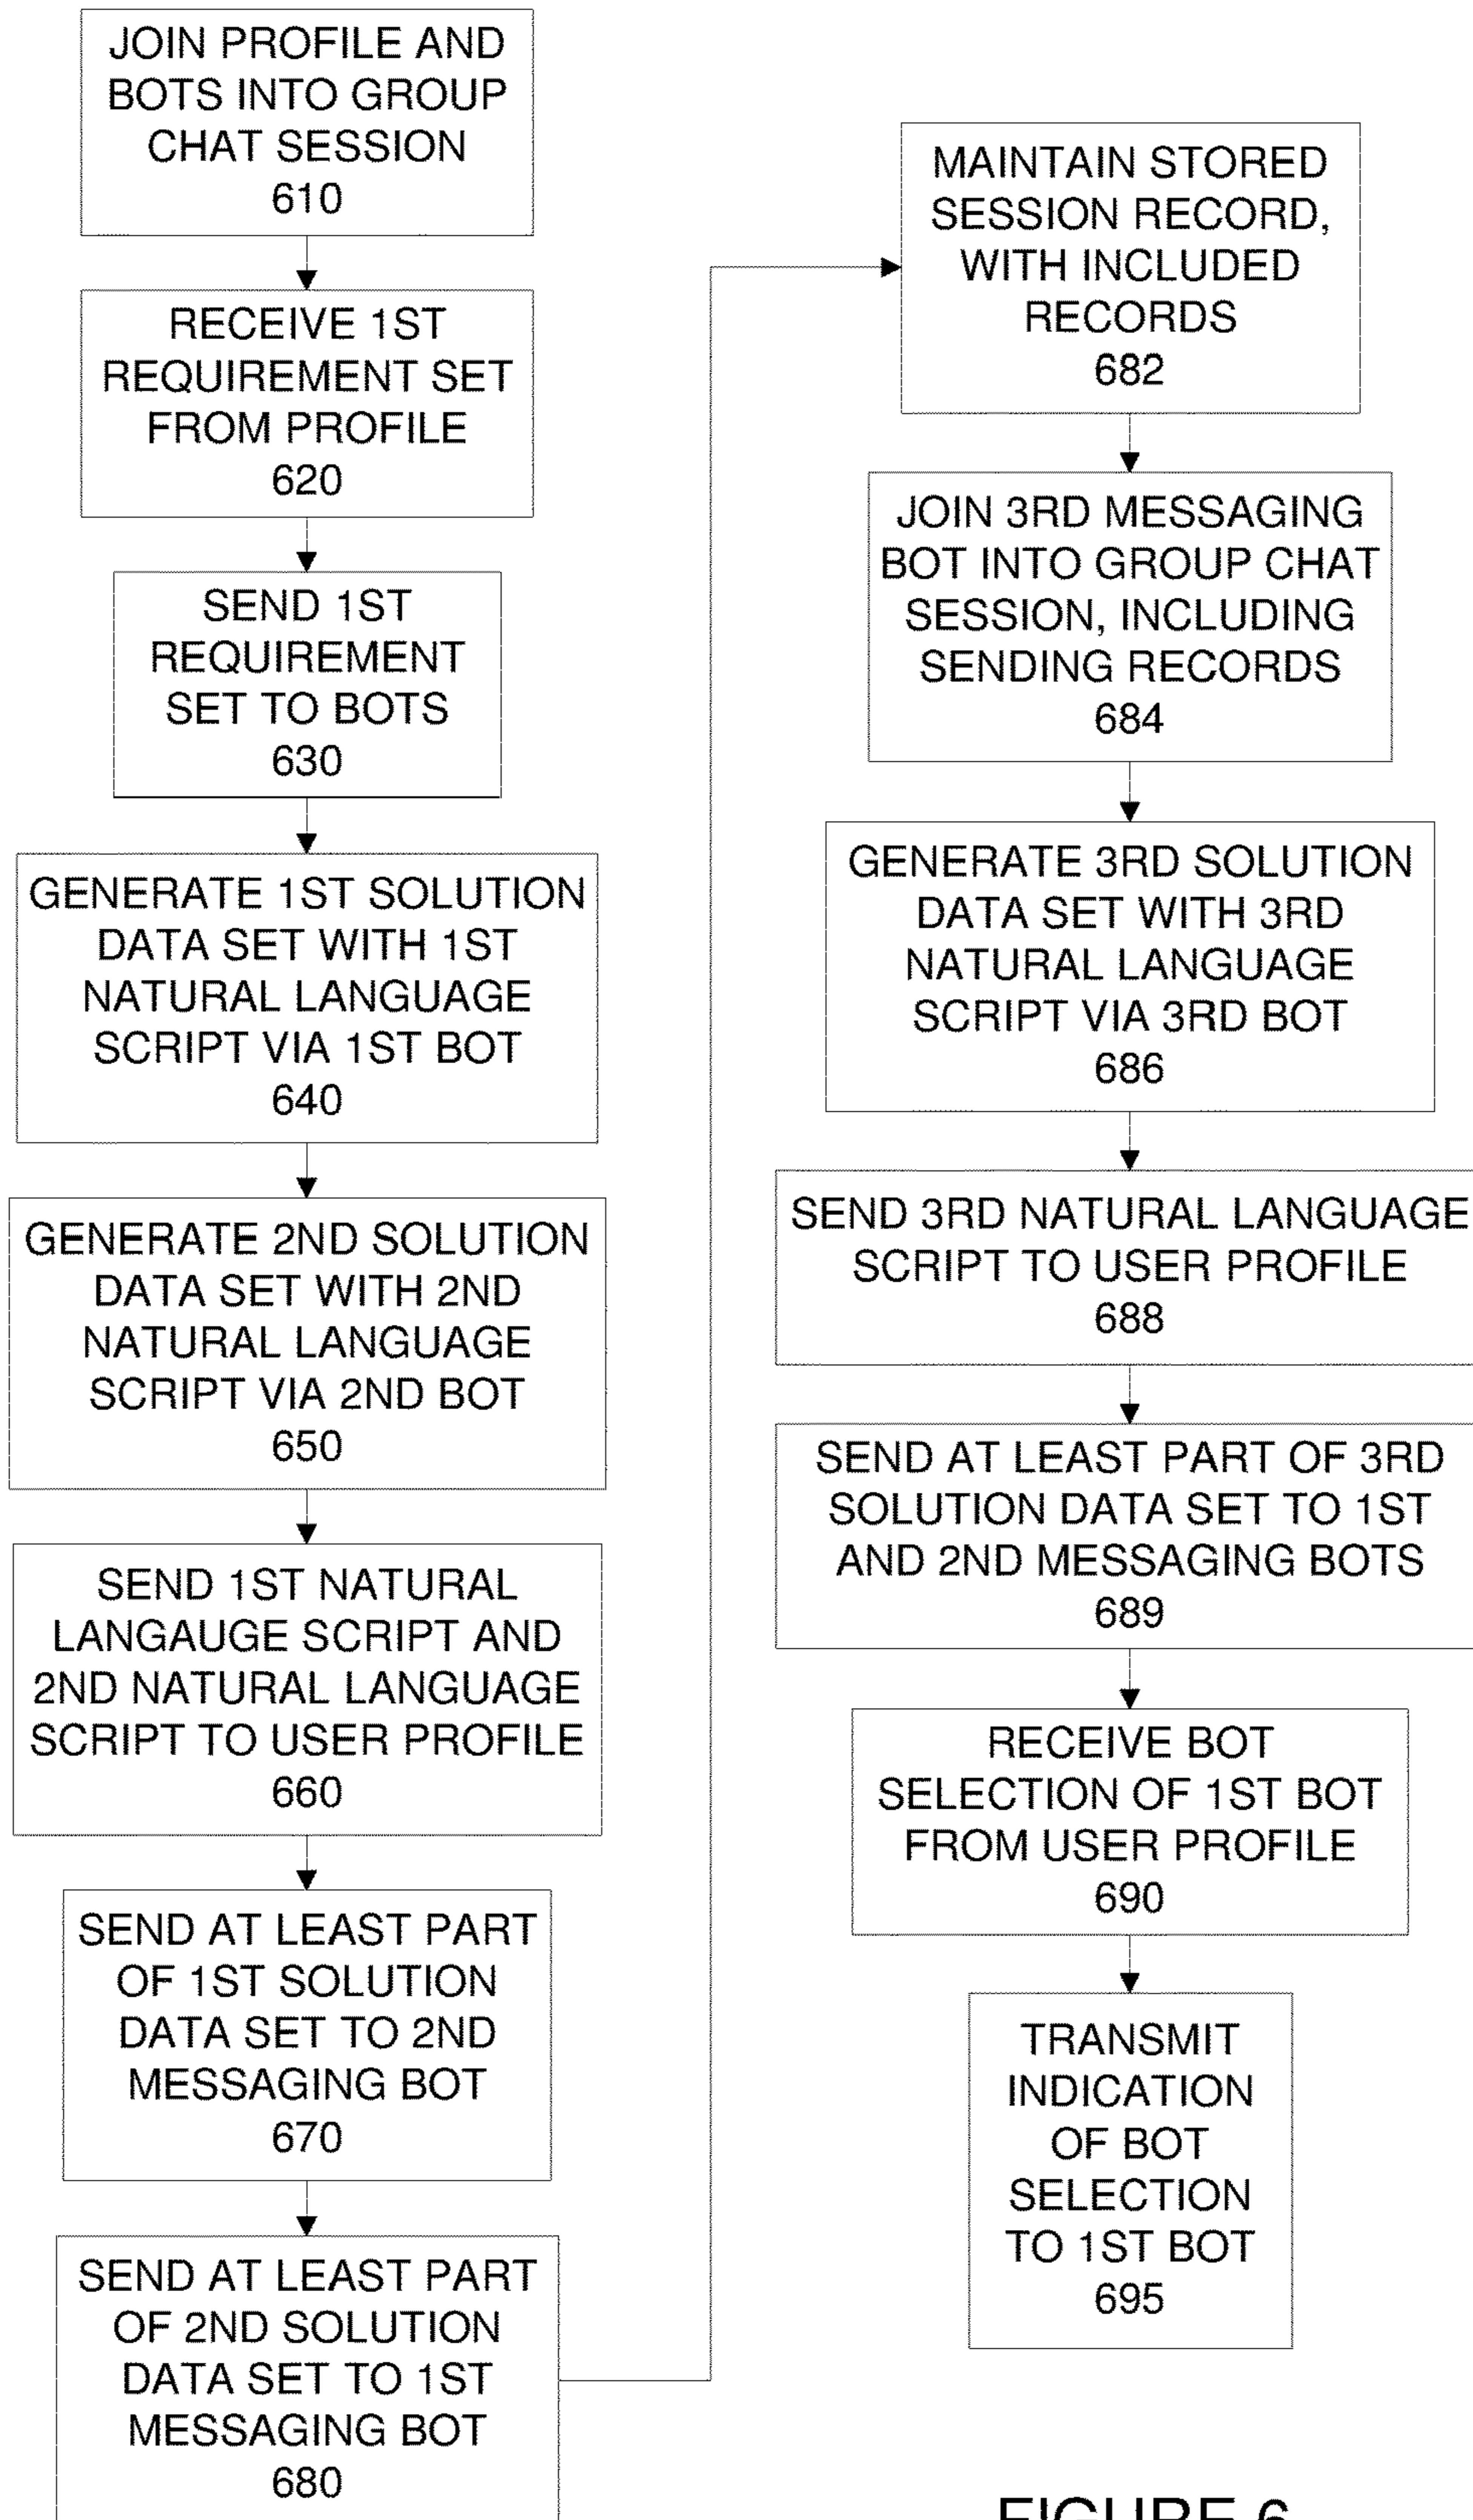 JOIN PROFILE AND
BOTS INTO GROUP
CHAT SESSION
610
RECEIVE 1ST
REQUIREMENT SET
FROM PROFILE
620
SEND 1ST
REQUIREMENT
SET TO BOTS
630
GENERATE 1ST SOLUTION
DATA SET WITH 1ST
NATURAL LANGUAGE
SCRIPT VIA 1ST BOT
640
GENERATE 2ND SOLUTION
DATA SET WITH 2ND
NATURAL LANGUAGE
SCRIPT VIA 2ND BOT
650
SEND 1ST NATURAL
LANGAUGE SCRIPT AND
2ND NATURAL LANGUAGE
SCRIPT TO USER PROFILE
660
SEND AT LEAST PART
OF 1ST SOLUTION
DATA SET TO 2ND
MESSAGING BOT
670
SEND AT LEAST PART
OF 2ND SOLUTION
DATA SET TO 1ST
MESSAGING BOT
680
MAINTAIN STORED
SESSION RECORD,
WITH INCLUDED
RECORDS
682
JOIN 3RD MESSAGING
BOT INTO GROUP CHAT
SESSION, INCLUDING
SENDING RECORDS
684
GENERATE 3RD SOLUTION
DATA SET WITH 3RD
NATURAL LANGUAGE
SCRIPT VIA 3RD BOT
686
SEND 3RD NATURAL LANGUAGE
SCRIPT TO USER PROFILE
688
SEND AT LEAST PART OF 3RD
SOLUTION DATA SET TO 1ST
AND 2ND MESSAGING BOTS
689
RECEIVE BOT
SELECTION OF 1ST BOT
FROM USER PROFILE
690
TRANSMIT
INDICATION
OF BOT
SELECTION
TO 1ST BOT
695
FIGURE 6